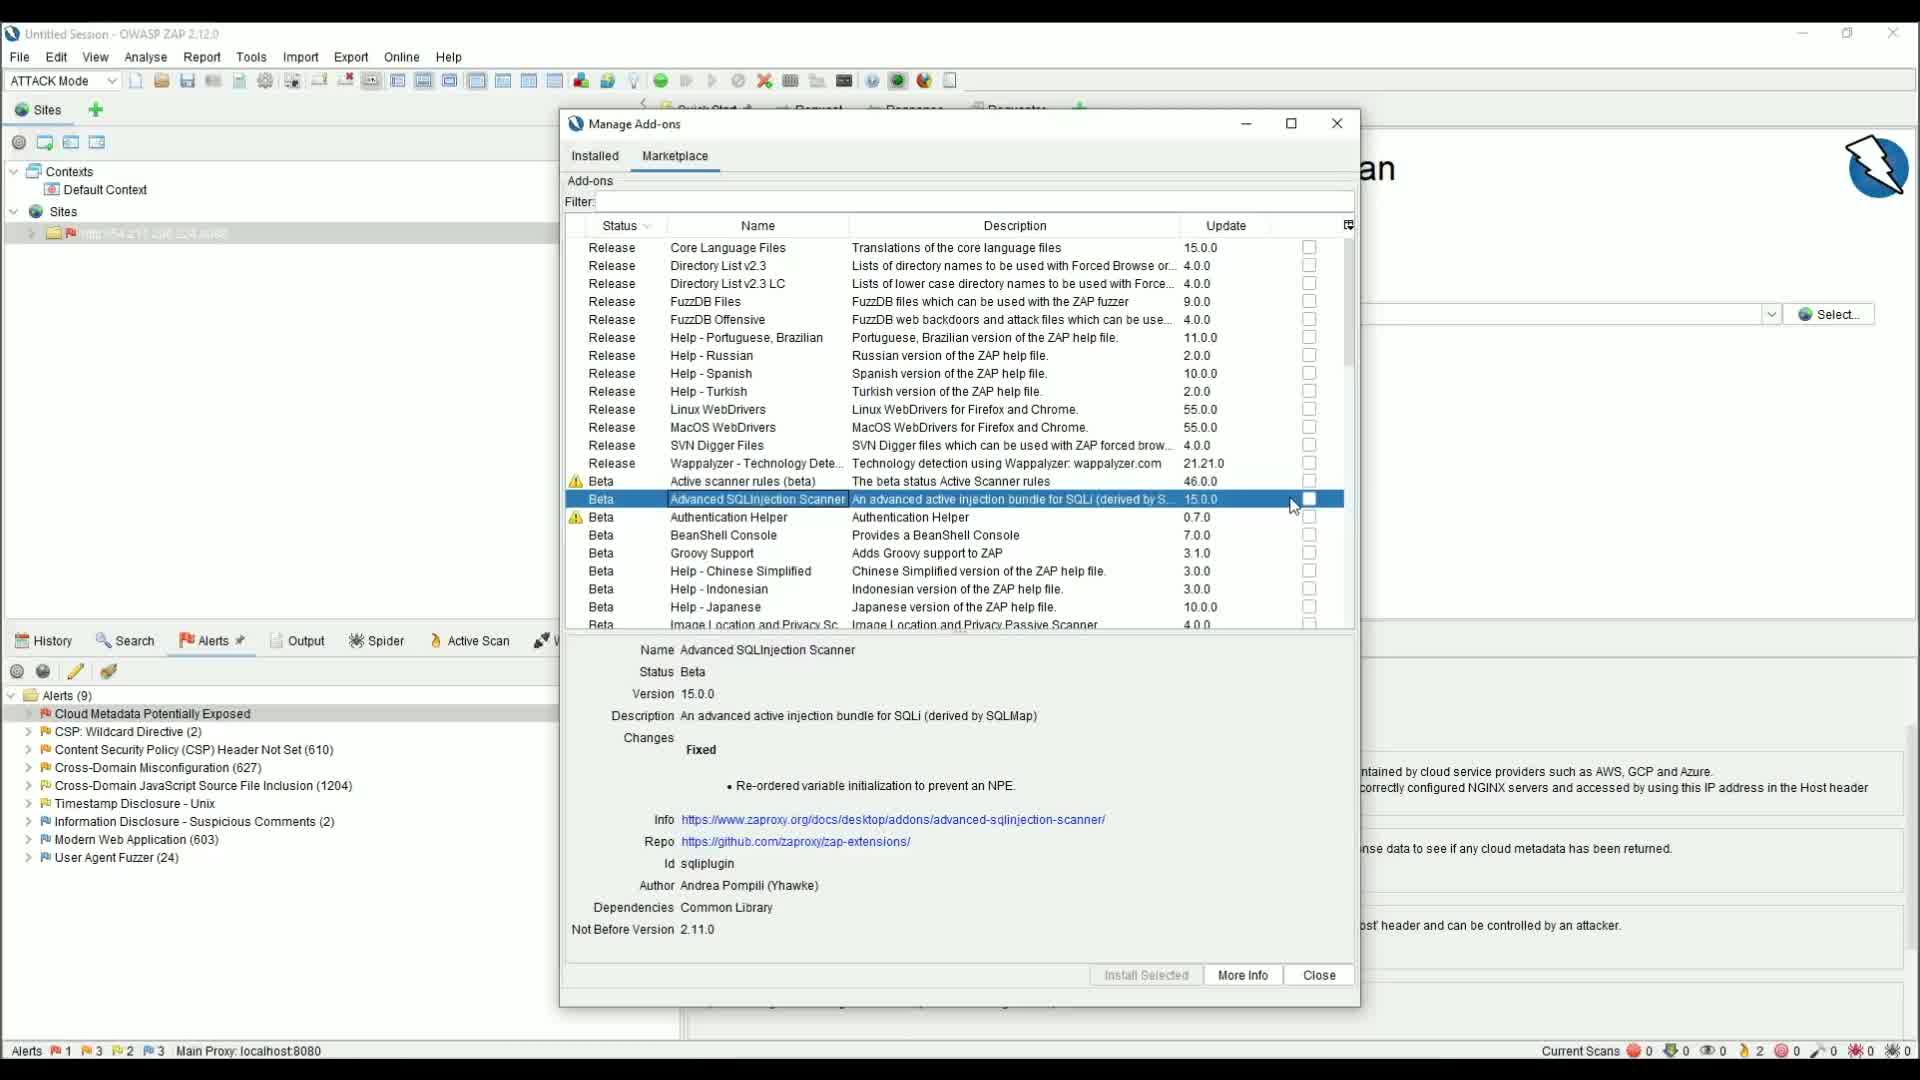 Untitled Session - OWASP ZAP 2.12.0
File Edit View Analyse Report Tools Import Export Online Help
ATTACK Mode
Sites
Contexts
Default Context
Sites
Quick Start Request Response Requester
Manage Add-ons
Installed Marketplace
Add-ons
Filter:
Status Name Description Update
Release Core Language Files Translations of the core language files 15.0.0
Release Directory List v2.3 Lists of directory names to be used with Forced Browse or... 4.0.0
Release Directory List v2.3 LC Lists of lower case directory names to be used with Force... 4.0.0
Release FuzzDB Files FuzzDB files which can be used with the ZAP fuzzer 9.0.0
Release FuzzDB Offensive FuzzDB web backdoors and attack files which can be use... 4.0.0
Release Help - Portuguese, Brazilian Portuguese, Brazilian version of the ZAP help file. 11.0.0
Release Help - Russian Russian version of the ZAP help file. 2.0.0
Release Help - Spanish Spanish version of the ZAP help file. 10.0.0
Release Help - Turkish Turkish version of the ZAP help file. 2.0.0
Release Linux WebDrivers Linux WebDrivers for Firefox and Chrome. 55.0.0
Release MacOS WebDrivers MacOS WebDrivers for Firefox and Chrome. 55.0.0
Release SVN Digger Files SVN Digger files which can be used with ZAP forced brow... 4.0.0
Release Wappalyzer - Technology Dete... Technology detection using Wappalyzer: wappalyzer.com 21.21.0
Beta Active scanner rules (beta) The beta status Active Scanner rules 46.0.0
Beta Advanced SQLInjection Scanner An advanced active injection bundle for SQLi (derived by S... 15.0.0
Beta Authentication Helper Authentication Helper 0.7.0
Beta BeanShell Console Provides a BeanShell Console 7.0.0
Beta Groovy Support Adds Groovy support to ZAP 3.1.0
Beta Help - Chinese Simplified Chinese Simplified version of the ZAP help file. 3.0.0
Beta Help - Indonesian Indonesian version of the ZAP help file. 3.0.0
Beta Help - Japanese Japanese version of the ZAP help file. 10.0.0
Beta Image Location and Privacy Sc Image Location and Privacy Passive Scanner 4.0.0
Name Advanced SQLInjection Scanner
Status Beta
Version 15.0.0
Description An advanced active injection bundle for SQLi (derived by SQLMap)
Changes
Fixed
• Re-ordered variable initialization to prevent an NPE.
Info https://www.zaproxy.org/docs/desktop/addons/advanced-sqlinjection-scanner/
Repo https://github.com/zaproxy/zap-extensions/
Id sqliplugin
Author Andrea Pompili (Yhawke)
Dependencies Common Library
Not Before Version 2.11.0
Install Selected More Info Close
an
Select...
History Search Alerts Output Spider Active Scan
Alerts (9)
Cloud Metadata Potentially Exposed
CSP: Wildcard Directive (2)
Content Security Policy (CSP) Header Not Set (610)
Cross-Domain Misconfiguration (627)
Cross-Domain JavaScript Source File Inclusion (1204)
Timestamp Disclosure - Unix
Information Disclosure - Suspicious Comments (2)
Modern Web Application (603)
User Agent Fuzzer (24)
ntained by cloud service providers such as AWS, GCP and Azure.
correctly configured NGINX servers and accessed by using this IP address in the Host header
nse data to see if any cloud metadata has been returned.
ost' header and can be controlled by an attacker.
Alerts 1 3 2 3 Main Proxy: localhost:8080
Current Scans 0 0 0 2 0 0 0 0